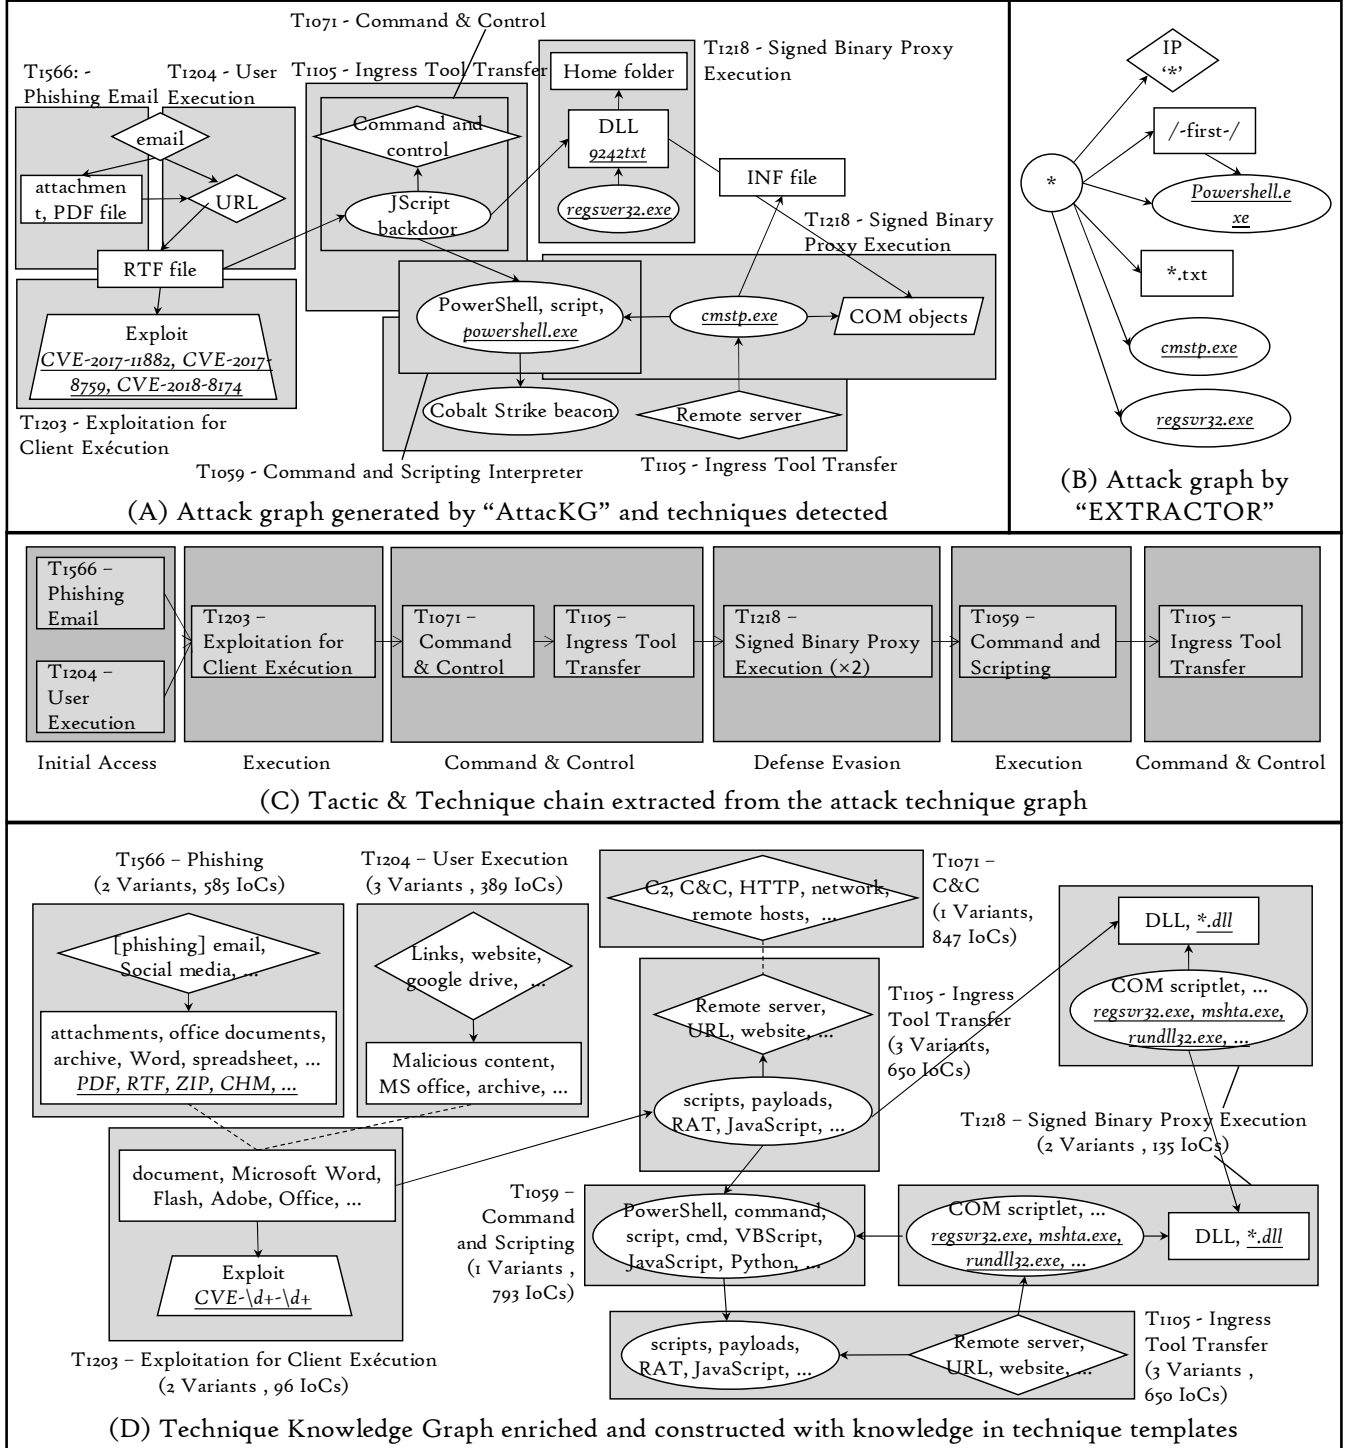 T1071 - Command & Control
T1566: -
Phishing Email
T1204 - User
Execution
T1105 - Ingress Tool Transfer
T1218 - Signed Binary Proxy
Execution
email
attachmen
t, PDF file
URL
RTF file
Exploit
CVE-2017-11882, CVE-2017-
8759, CVE-2018-8174
T1203 - Exploitation for
Client Exécution
Command and
control
JScript
backdoor
Home folder
DLL
9242txt
regsver32.exe
INF file
T1218 - Signed Binary
Proxy Execution
PowerShell, script,
powershell.exe
cmstp.exe
COM objects
Cobalt Strike beacon
Remote server
T1059 - Command and Scripting Interpreter
T1105 - Ingress Tool Transfer
(A) Attack graph generated by “AttacKG” and techniques detected
IP
‘*’
/-first-/
*
Powershell.e
xe
*.txt
cmstp.exe
regsvr32.exe
(B) Attack graph by
“EXTRACTOR”
T1566 –
Phishing
Email
T1204 –
User
Execution
T1203 –
Exploitation for
Client Exécution
T1071 –
Command
& Control
T1105 –
Ingress Tool
Transfer
T1218 –
Signed Binary Proxy
Execution (×2)
T1059 –
Command and
Scripting
T1105 –
Ingress Tool
Transfer
Initial Access
Execution
Command & Control
Defense Evasion
Execution
Command & Control
(C) Tactic & Technique chain extracted from the attack technique graph
T1566 – Phishing
(2 Variants, 585 IoCs)
[phishing] email,
Social media, ...
attachments, office documents,
archive, Word, spreadsheet, ...
PDF, RTF, ZIP, CHM, ...
T1204 – User Execution
(3 Variants , 389 IoCs)
Links, website,
google drive, ...
Malicious content,
MS office, archive, ...
document, Microsoft Word,
Flash, Adobe, Office, ...
Exploit
CVE-\d+-\d+
T1203 – Exploitation for Client Exécution
(2 Variants , 96 IoCs)
C2, C&C, HTTP, network,
remote hosts, ...
T1071 –
C&C
(1 Variants,
847 IoCs)
Remote server,
URL, website, ...
scripts, payloads,
RAT, JavaScript, ...
T1105 - Ingress
Tool Transfer
(3 Variants,
650 IoCs)
DLL, *.dll
COM scriptlet, ...
regsvr32.exe, mshta.exe,
rundll32.exe, ...
T1218 – Signed Binary Proxy Execution
(2 Variants , 135 IoCs)
T1059 –
Command
and Scripting
(1 Variants ,
793 IoCs)
PowerShell, command,
script, cmd, VBScript,
JavaScript, Python, ...
COM scriptlet, ...
regsvr32.exe, mshta.exe,
rundll32.exe, ...
DLL, *.dll
scripts, payloads,
RAT, JavaScript, ...
Remote server,
URL, website, ...
T1105 - Ingress
Tool Transfer
(3 Variants ,
650 IoCs)
(D) Technique Knowledge Graph enriched and constructed with knowledge in technique templates